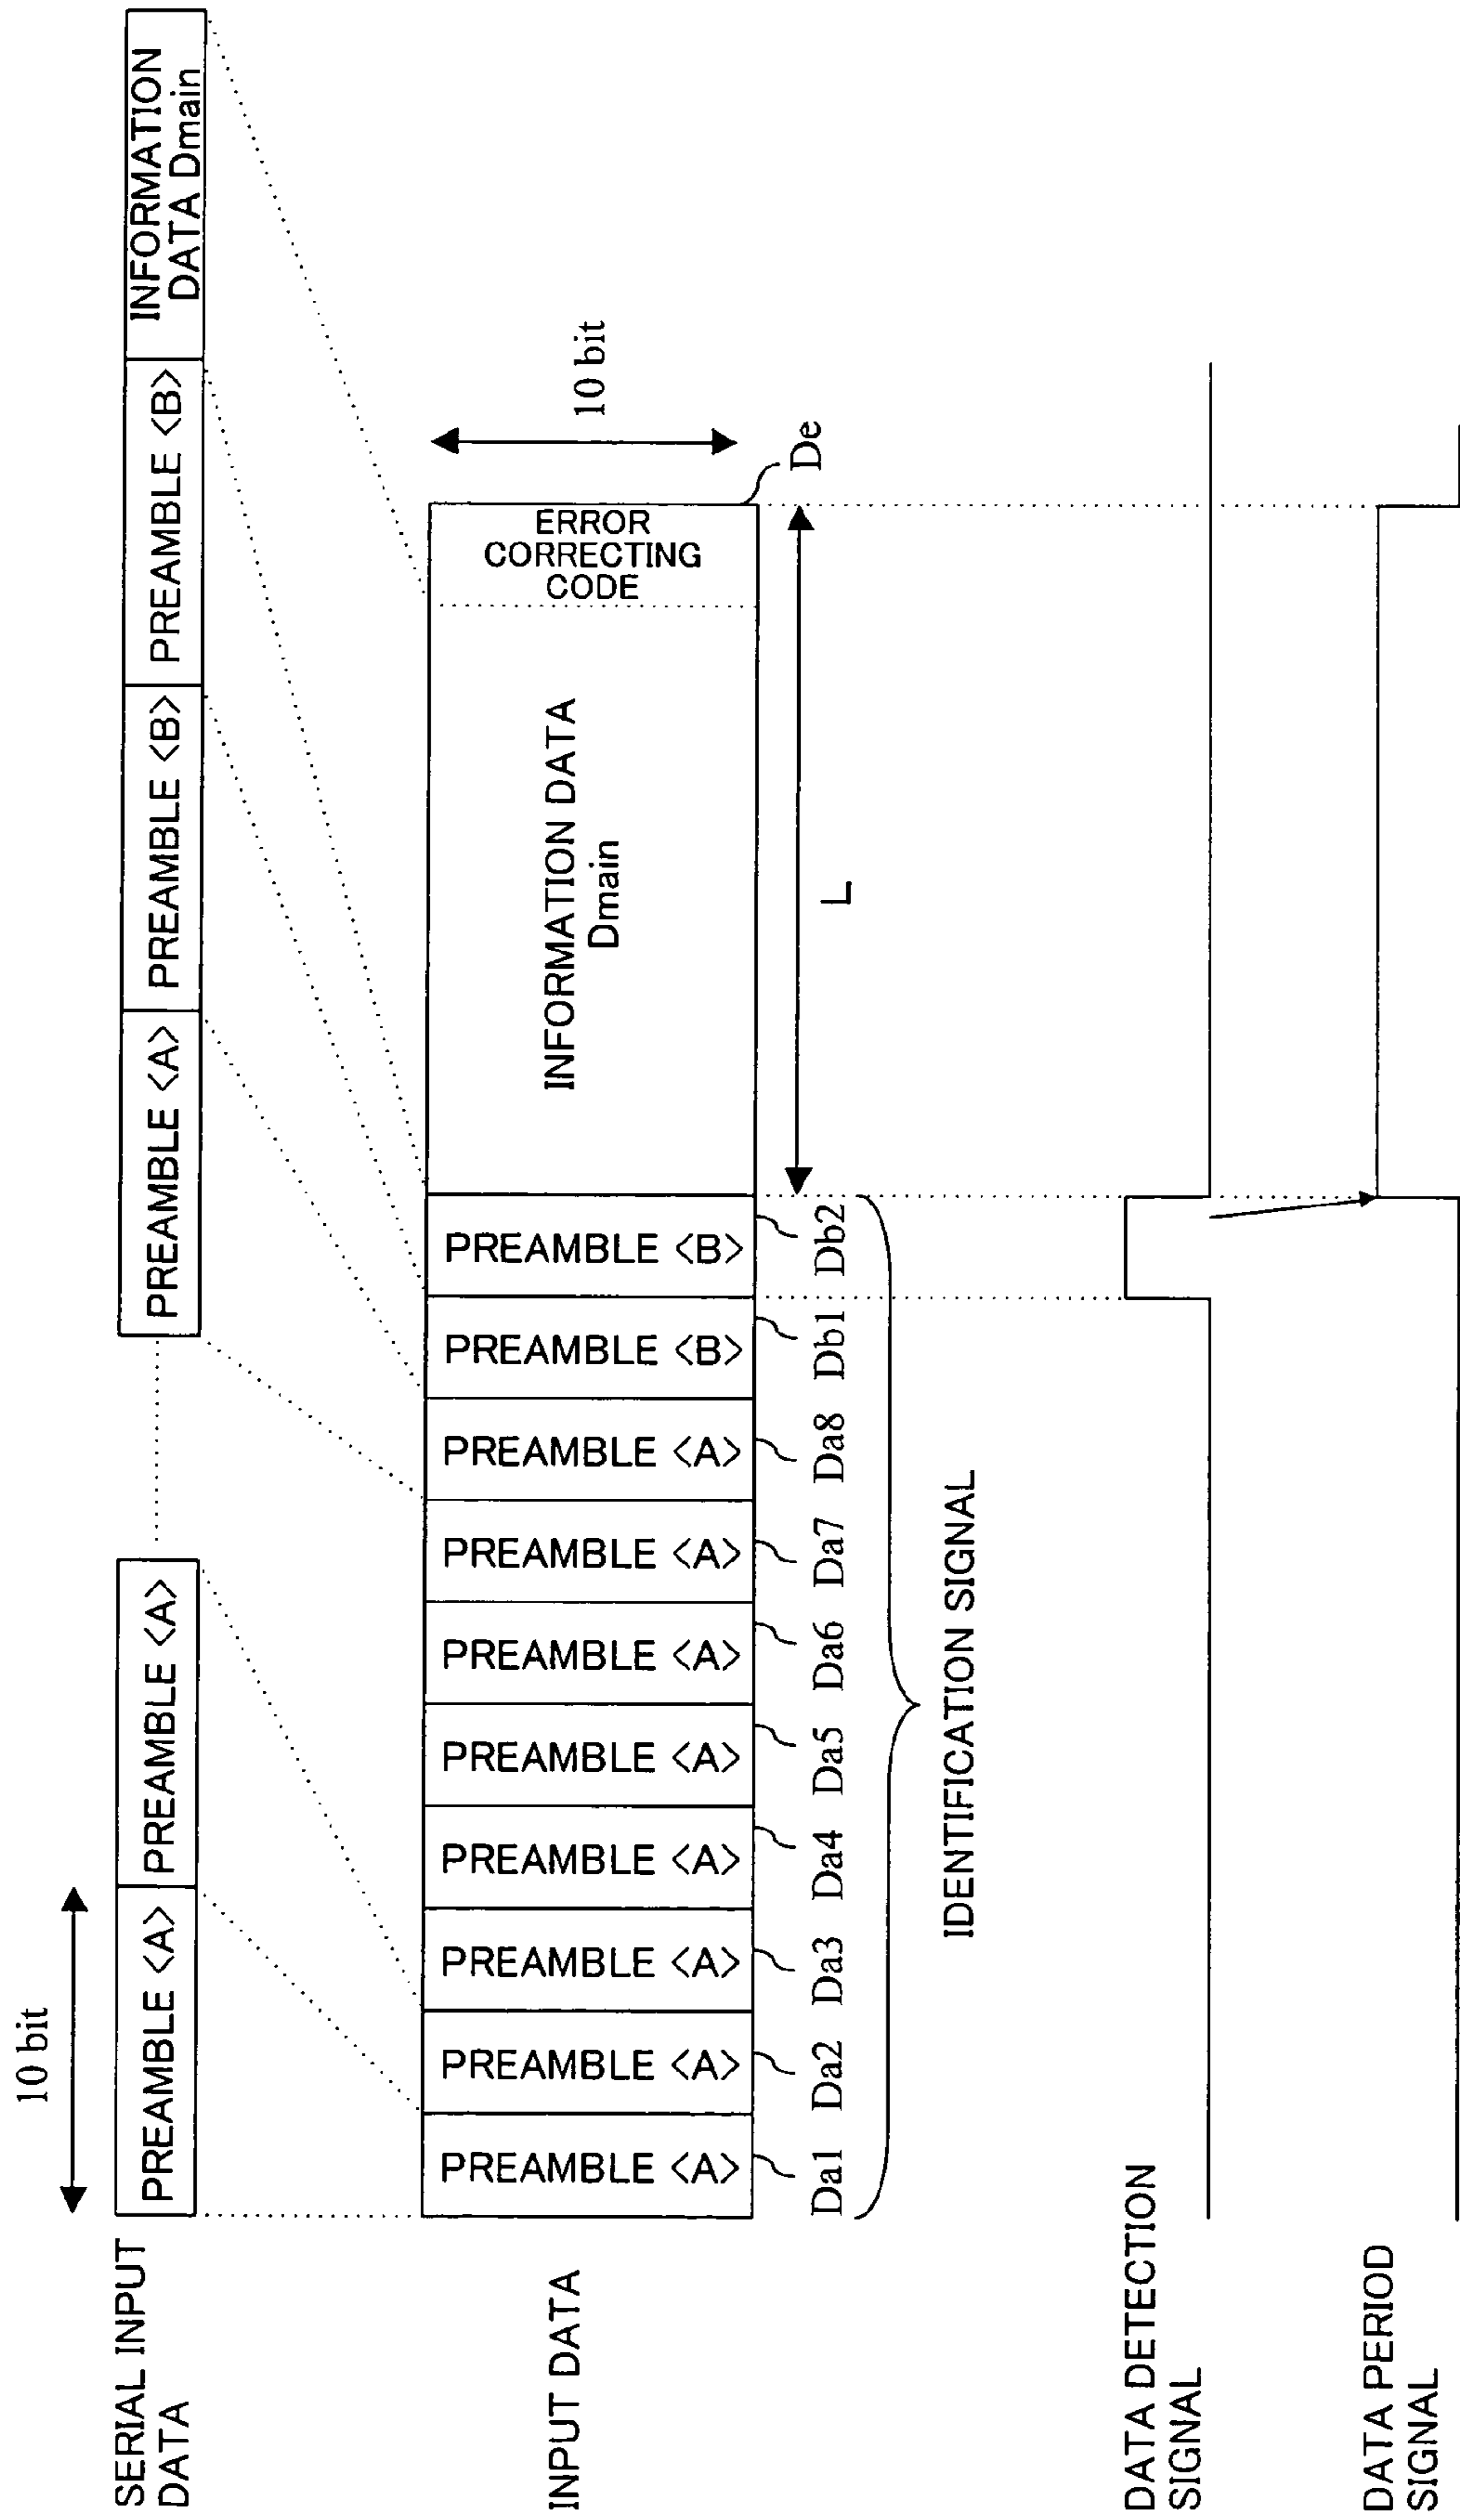 SERIAL INPUT
DATA
10 bit
PREAMBLE <A>
PREAMBLE <A>
PREAMBLE <A>
PREAMBLE <B>
PREAMBLE <B>
INFORMATION
DATA Dmain
INPUT DATA
PREAMBLE <A>
PREAMBLE <A>
PREAMBLE <A>
PREAMBLE <A>
PREAMBLE <A>
PREAMBLE <A>
PREAMBLE <A>
PREAMBLE <A>
PREAMBLE <B>
PREAMBLE <B>
INFORMATION DATA
Dmain
ERROR
CORRECTING
CODE
10 bit
Da1
Da2
Da3
Da4
Da5
Da6
Da7
Da8
Db1
Db2
L
De
IDENTIFICATION SIGNAL
DATA DETECTION
SIGNAL
DATA PERIOD
SIGNAL